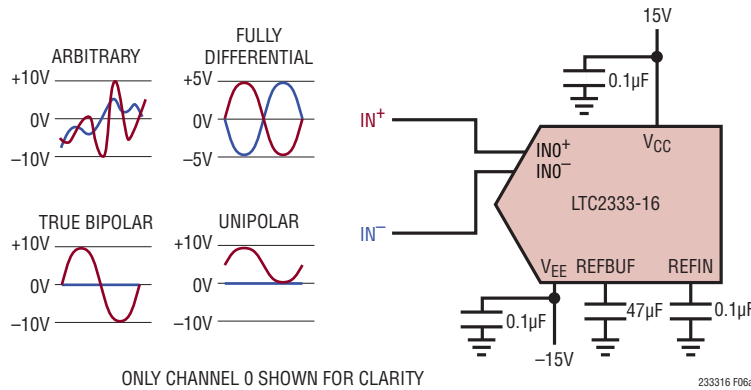 ARBITRARY
+10V
0V
–10V
FULLY
DIFFERENTIAL
+5V
0V
–5V
TRUE BIPOLAR
+10V
0V
–10V
UNIPOLAR
+10V
0V
–10V
15V
0.1µF
IN+
IN–
IN0+
IN0–
VCC
LTC2333-16
VEE REFBUF REFIN
0.1µF
47µF
0.1µF
–15V
ONLY CHANNEL 0 SHOWN FOR CLARITY
233316 F06a